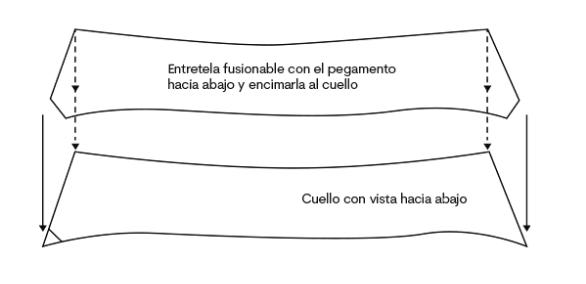 Entretela fusionable con el pegamento
hacia abajo y encimarla al cuello
Cuello con vista hacia abajo